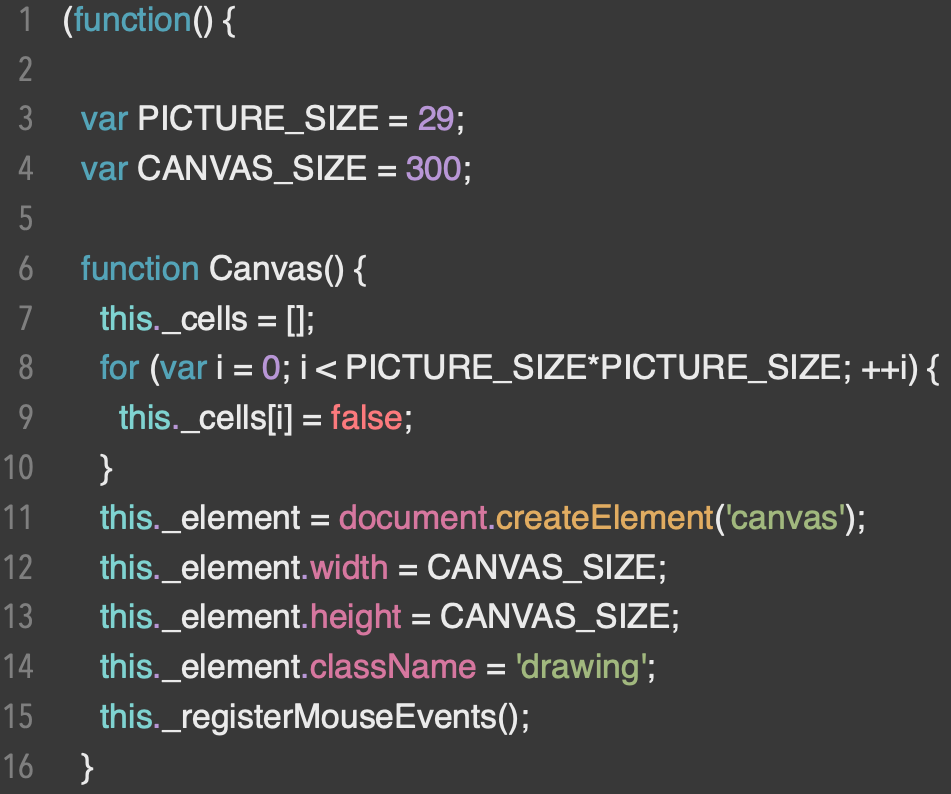 1 (function() {
2
3 var PICTURE_SIZE = 29;
4 var CANVAS_SIZE = 300;
5
6 function Canvas() {
7 this._cells = [];
8 for (var i = 0; i < PICTURE_SIZE*PICTURE_SIZE; ++i) {
9 this._cells[i] = false;
10 }
11 this._element = document.createElement('canvas');
12 this._element.width = CANVAS_SIZE;
13 this._element.height = CANVAS_SIZE;
14 this._element.className = 'drawing';
15 this._registerMouseEvents();
16 }